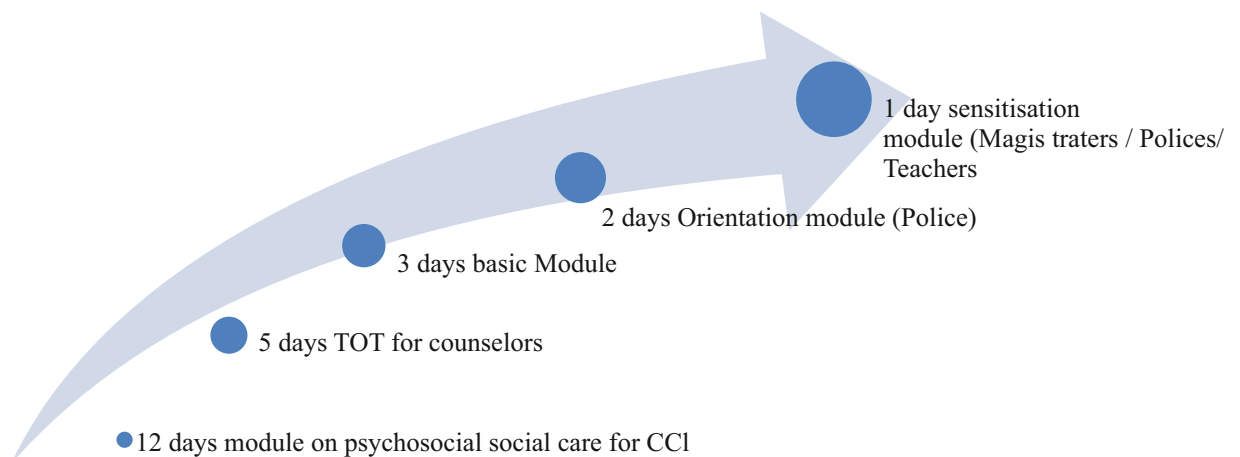 1 day sensitisation
module (Magis traters / Polices/
Teachers
2 days Orientation module (Police)
3 days basic Module
5 days TOT for counselors
12 days module on psychosocial social care for CCl